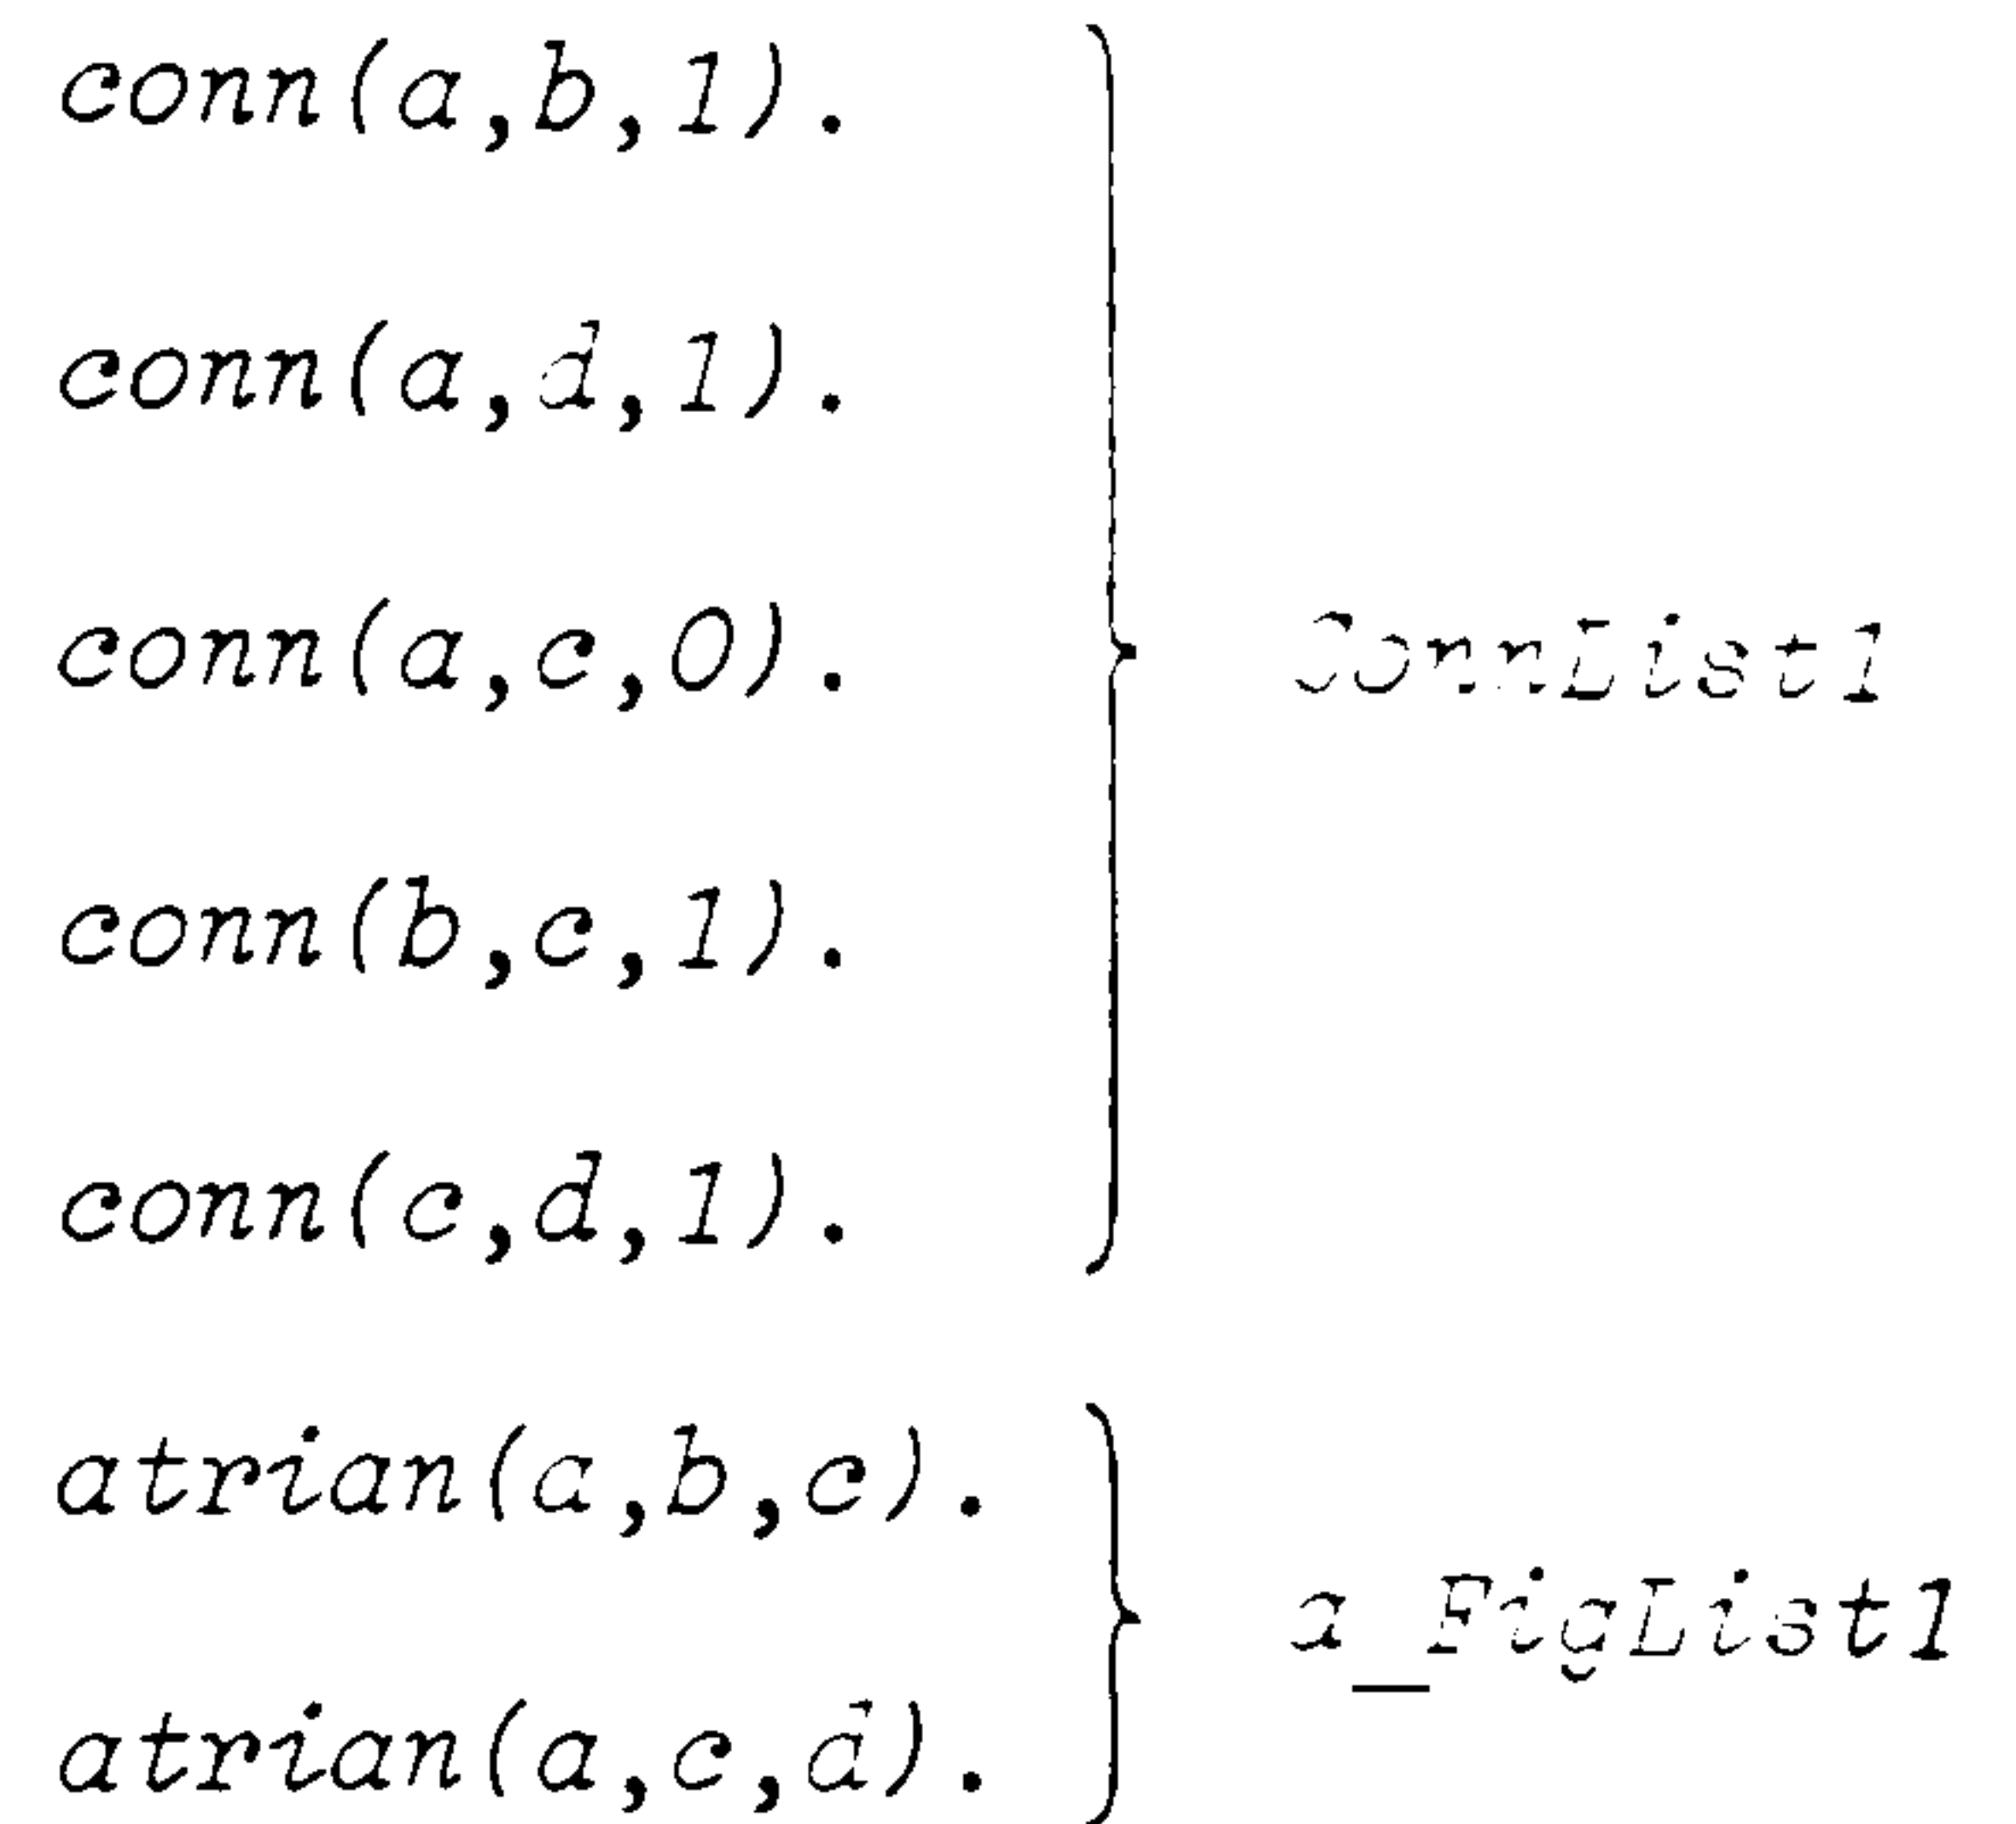 conn(a,b,1).
conn(a,d,1).
conn(a,c,0). ConnList1
conn(b,c,1).
conn(c,d,1).
atrian(a,b,c).
a_FigList1
atrian(a,c,d).